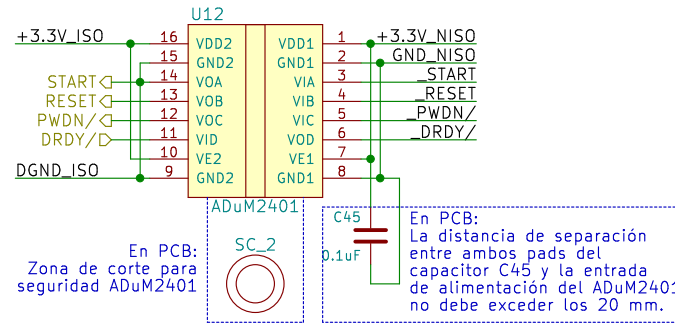 U12
+3.3V_ISO 16 VDD2 VDD1 1 +3.3V_NISO
15 GND2 GND1 2 GND_NISO
START 14 VOA VIA 3 _START
RESET 13 VOB VIB 4 _RESET
PWDN/ 12 VOC VIC 5 _PWDN/
DRDY/ 11 VID VOD 6 _DRDY/
10 VE2 VE1 7
DGND_ISO 9 GND2 GND1 8
ADuM2401
En PCB:
Zona de corte para
seguridad ADuM2401
SC_2
C45
0.1uF
En PCB:
La distancia de separación
entre ambos pads del
capacitor C45 y la entrada
de alimentación del ADuM2401
no debe exceder los 20 mm.